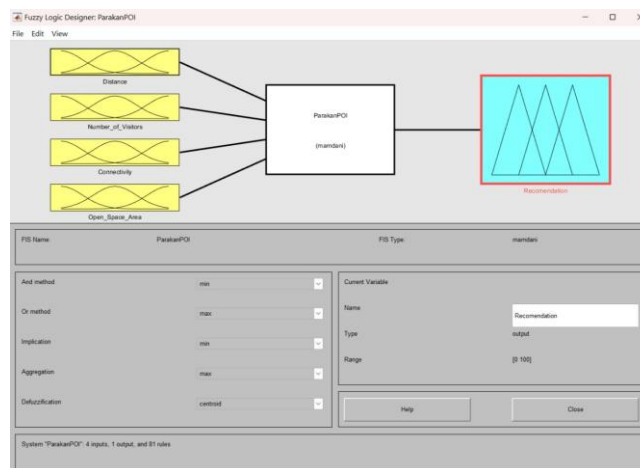 Fuzzy Logic Designer: ParakanPOI
File Edit View
Distance
Number_of_Visitors
Connectivity
Open_Space_Area
ParakanPOI
(mamdani)
Recomendation
FIS Name: ParakanPOI FIS Type: mamdani
And method min
Or method max
Implication min
Aggregation max
Defuzzification centroid
Current Variable
Name Recomendation
Type output
Range [0 100]
Help Close
System "ParakanPOI": 4 inputs, 1 output, and 81 rules